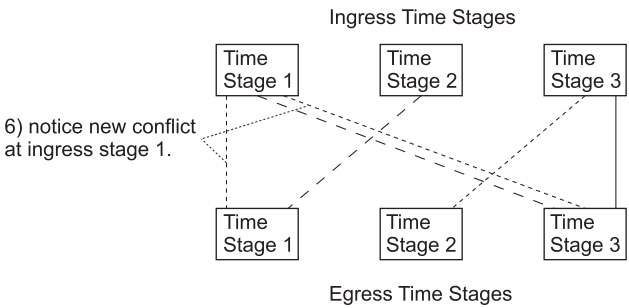 Ingress Time Stages
Time
Stage 1
Time
Stage 2
Time
Stage 3
6) notice new conflict
at ingress stage 1.
Time
Stage 1
Time
Stage 2
Time
Stage 3
Egress Time Stages